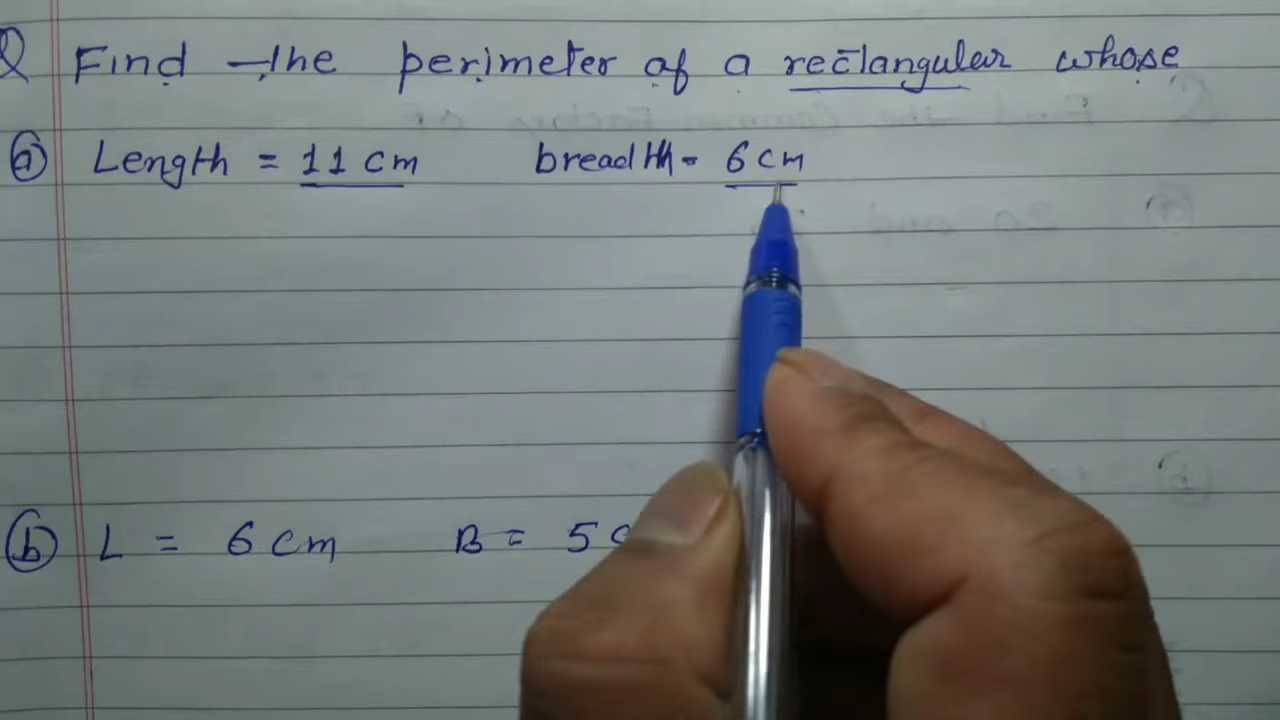 Q Find the perimeter of a rectangular whose
(a) Length = 11 cm breadth = 6 cm
(b) L = 6 cm B = 5